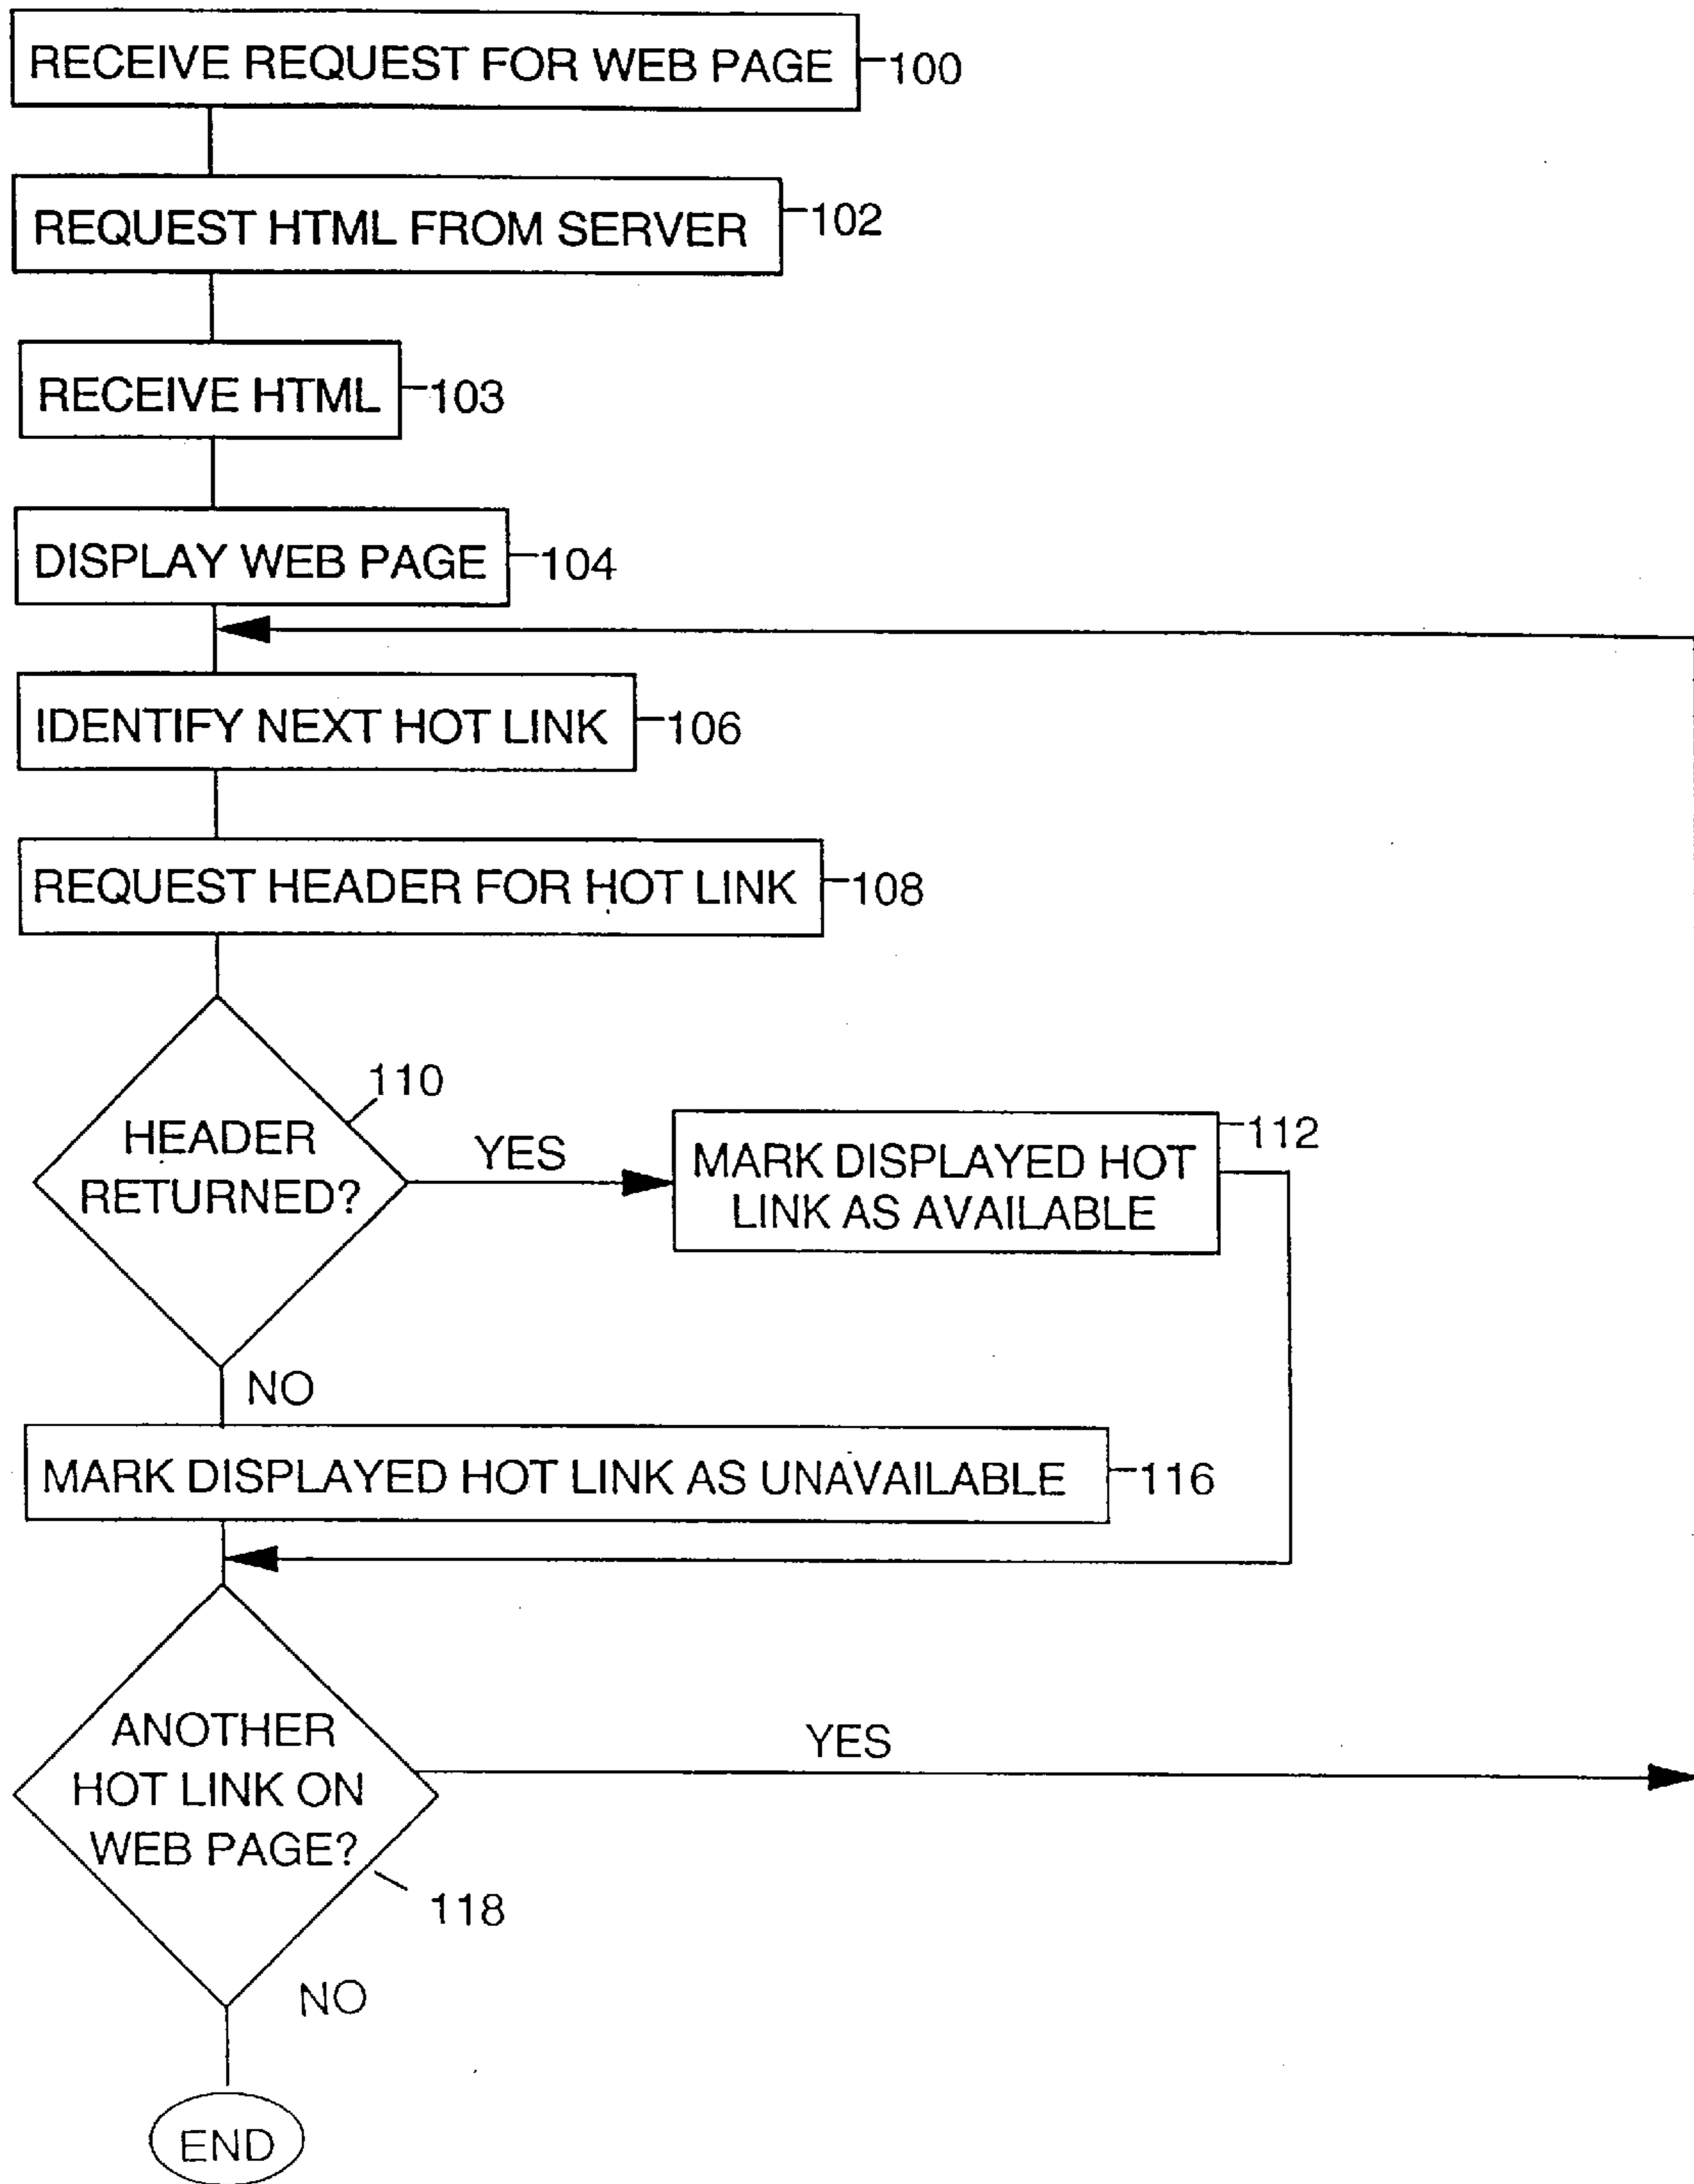 RECEIVE REQUEST FOR WEB PAGE
100
REQUEST HTML FROM SERVER
102
RECEIVE HTML
103
DISPLAY WEB PAGE
104
IDENTIFY NEXT HOT LINK
106
REQUEST HEADER FOR HOT LINK
108
110
HEADER
RETURNED?
YES
MARK DISPLAYED HOT
LINK AS AVAILABLE
112
NO
MARK DISPLAYED HOT LINK AS UNAVAILABLE
116
ANOTHER
HOT LINK ON
WEB PAGE?
YES
118
NO
END